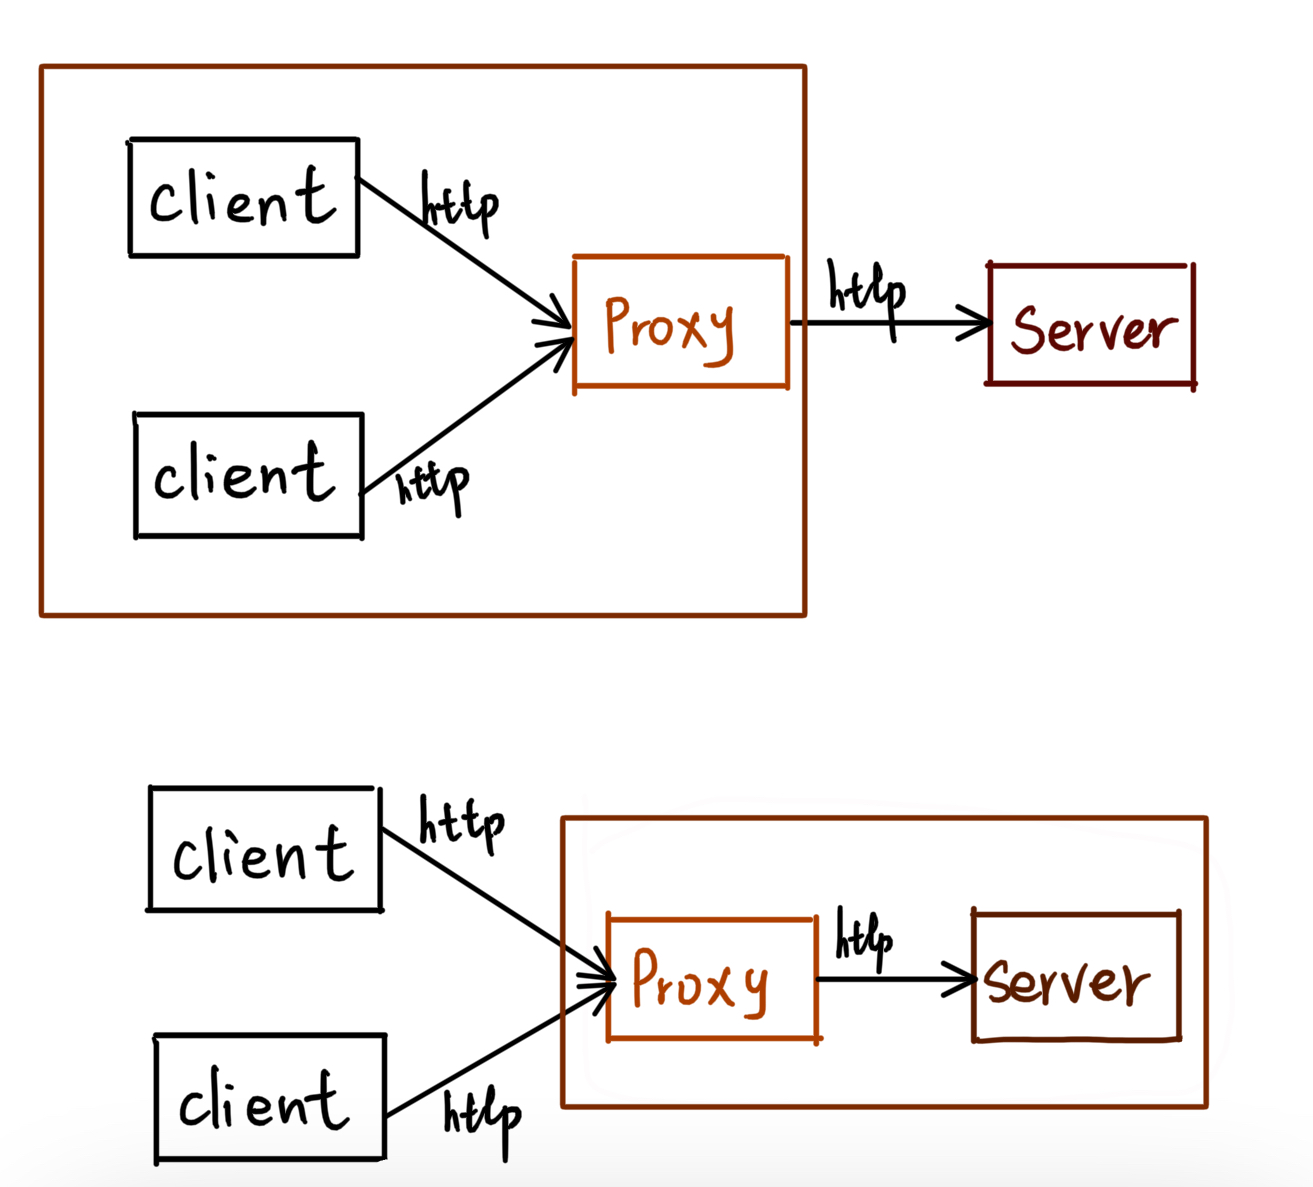 client
http
Proxy
http
Server
client
http
client
http
Proxy
http
Server
client
http